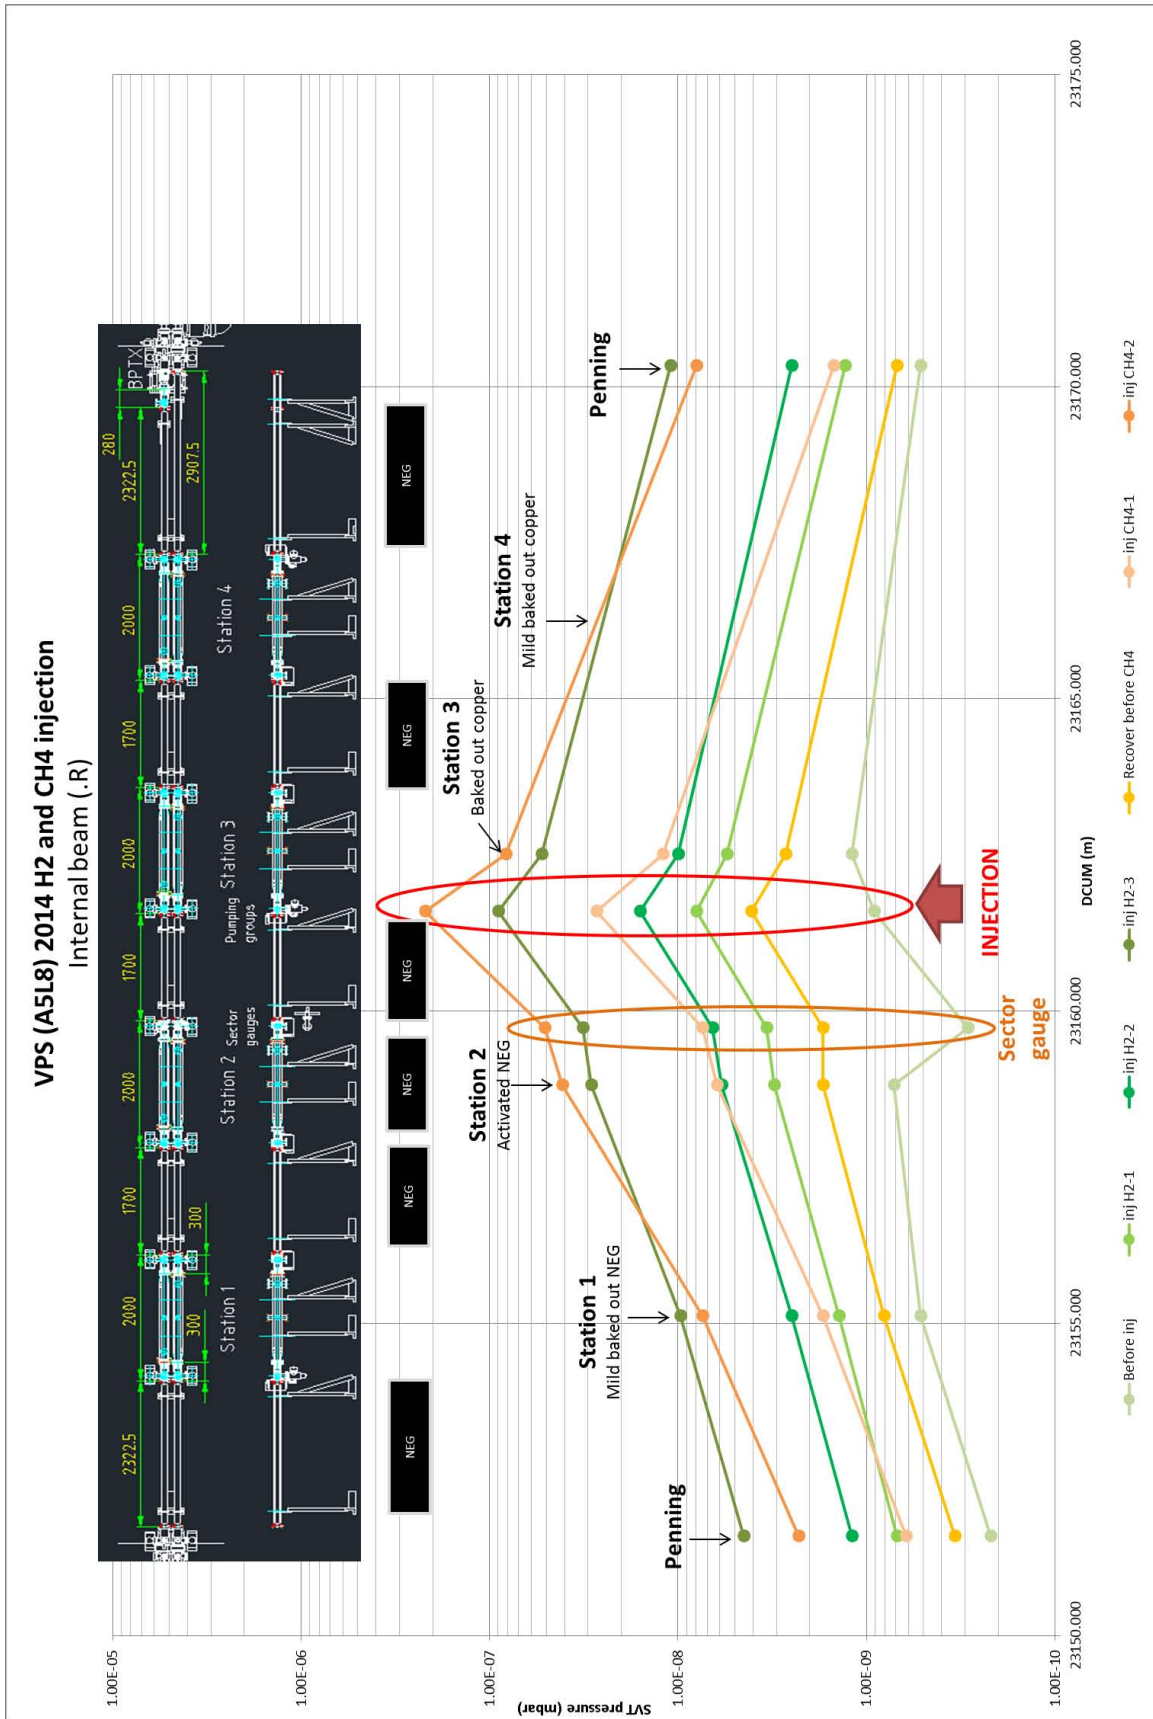 VPS (A5L8) 2014 H2 and CH4 injection
Internal beam (.R)
2322.5
2000
1700
2000
1700
2000
1700
2000
2322.5
280
BPTX
300
300
2907.5
Station 1
Station 2
Sector
gauges
Pumping
groups
Station 3
Station 4
NEG
NEG
NEG
NEG
NEG
NEG
Penning
Station 1
Mild baked out NEG
Station 2
Activated NEG
Station 3
Baked out copper
Station 4
Mild baked out copper
Penning
Sector
gauge
INJECTION
1.00E-05
1.00E-06
1.00E-07
1.00E-08
1.00E-09
1.00E-10
SVT pressure (mbar)
23150.000
23155.000
23160.000
23165.000
23170.000
23175.000
DCUM (m)
Before inj
inj H2-1
inj H2-2
inj H2-3
Recover before CH4
inj CH4-1
inj CH4-2